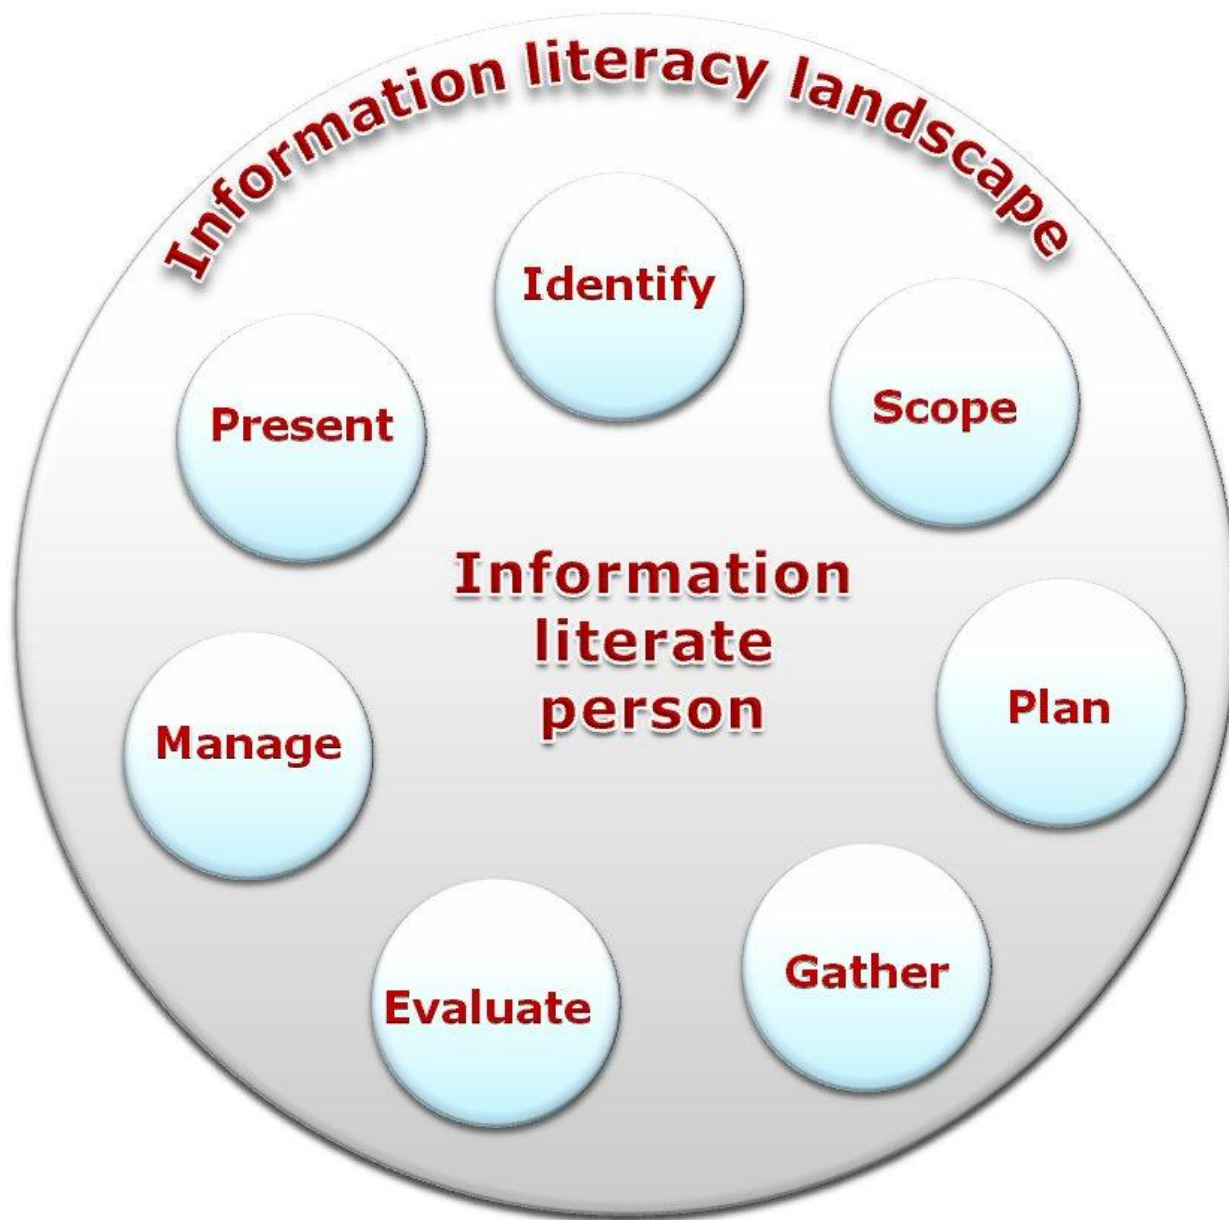 Information literacy landscape
Identify
Scope
Present
Information
literate
person
Plan
Manage
Gather
Evaluate